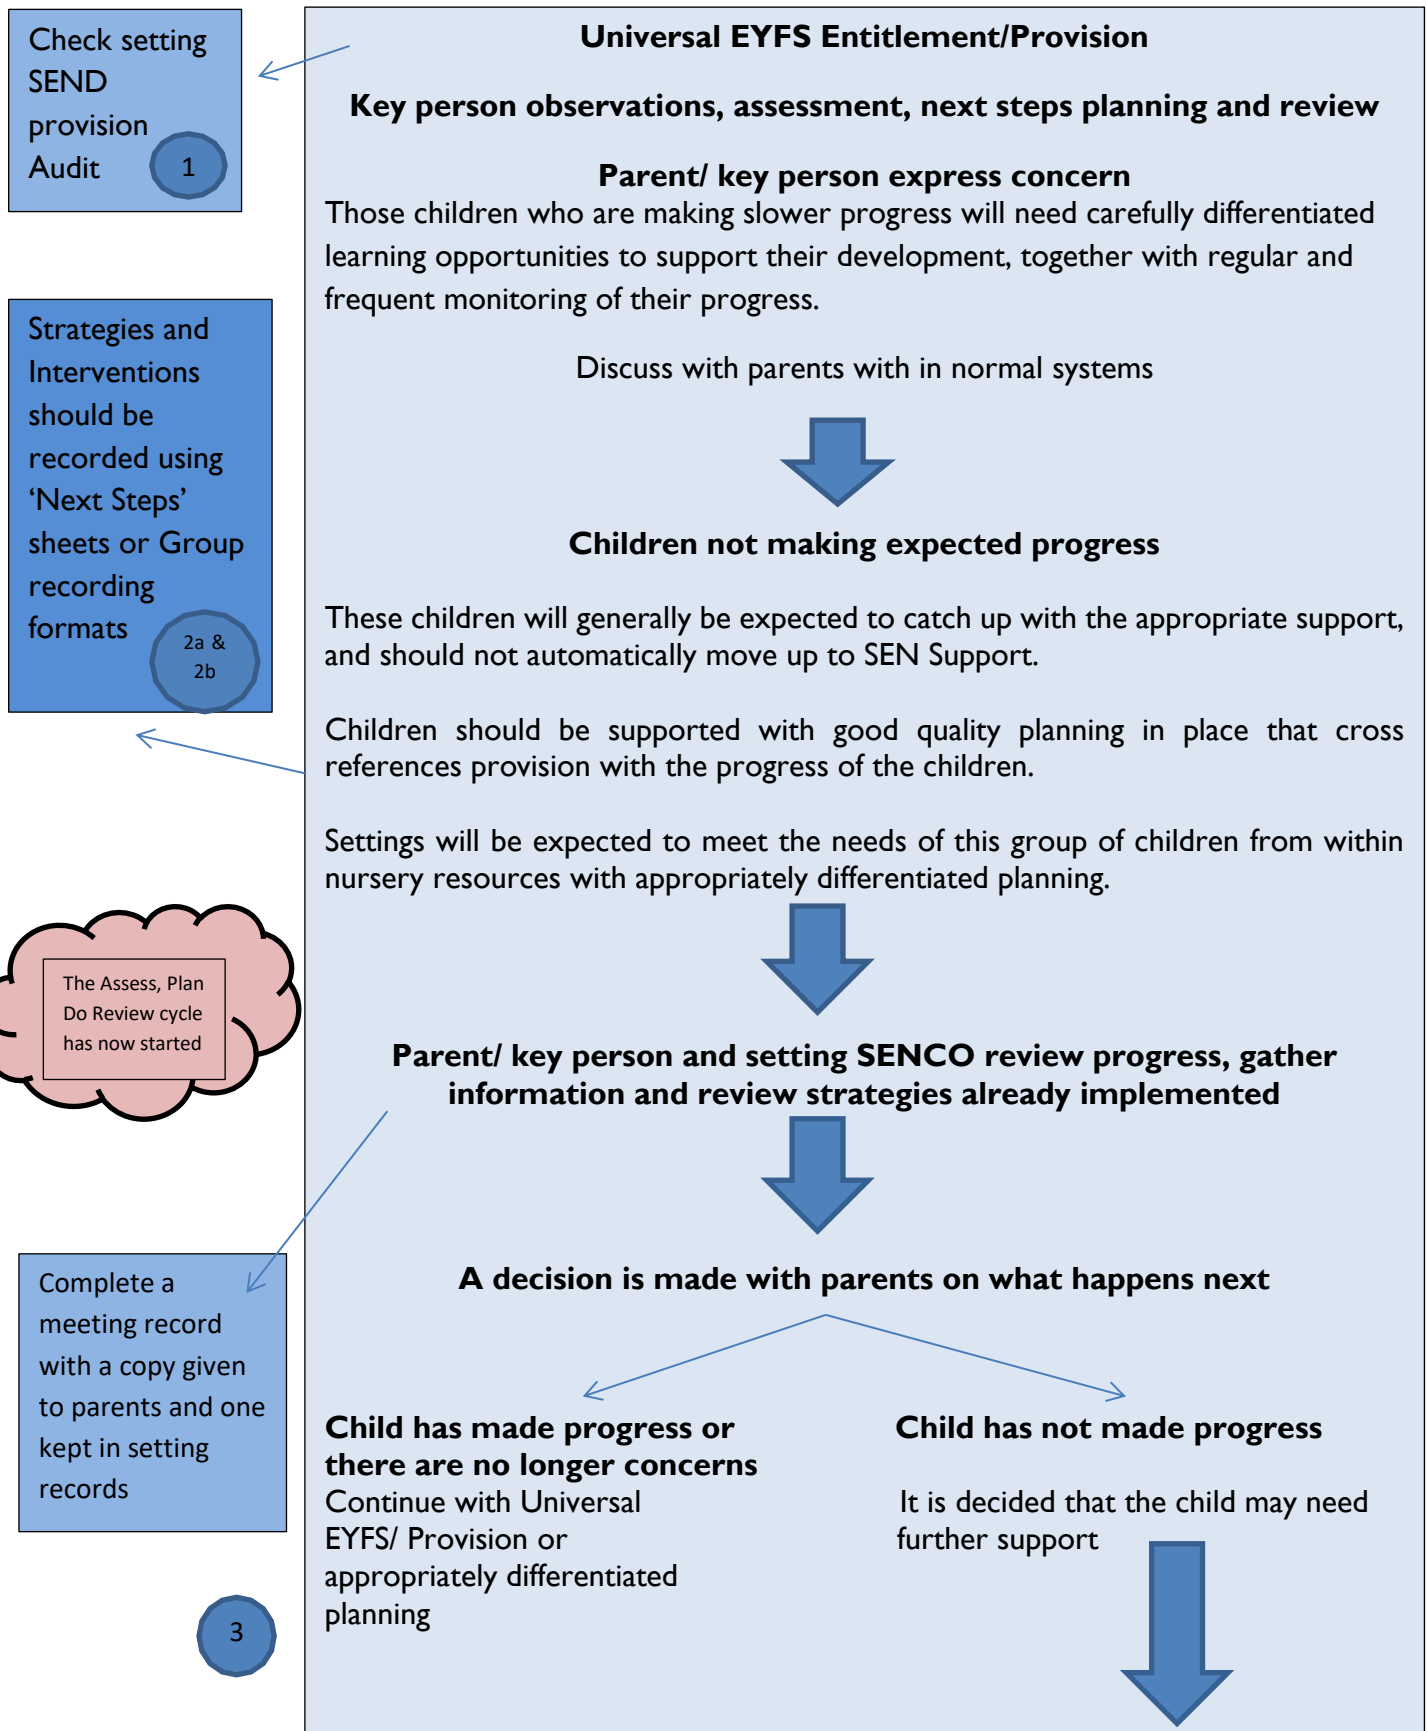 Check setting
SEND
provision
Audit
1
Universal EYFS Entitlement/Provision
Key person observations, assessment, next steps planning and review
Parent/ key person express concern
Those children who are making slower progress will need carefully differentiated
learning opportunities to support their development, together with regular and
frequent monitoring of their progress.
Discuss with parents with in normal systems
Strategies and
Interventions
should be
recorded using
‘Next Steps’
sheets or Group
recording
formats
2a &
2b
Children not making expected progress
These children will generally be expected to catch up with the appropriate support,
and should not automatically move up to SEN Support.
Children should be supported with good quality planning in place that cross
references provision with the progress of the children.
Settings will be expected to meet the needs of this group of children from within
nursery resources with appropriately differentiated planning.
The Assess, Plan
Do Review cycle
has now started
Parent/ key person and setting SENCO review progress, gather
information and review strategies already implemented
Complete a
meeting record
with a copy given
to parents and one
kept in setting
records
3
A decision is made with parents on what happens next
Child has made progress or
there are no longer concerns
Continue with Universal
EYFS/ Provision or
appropriately differentiated
planning
Child has not made progress
It is decided that the child may need
further support